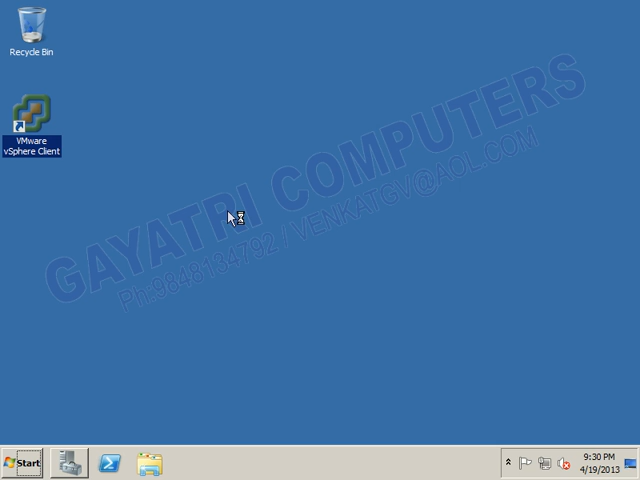 Recycle Bin
VMware
vSphere Client
GAYATRI COMPUTERS
Ph:9848134792 / VENKATGV@AOL.COM
Start
9:30 PM
4/19/2013